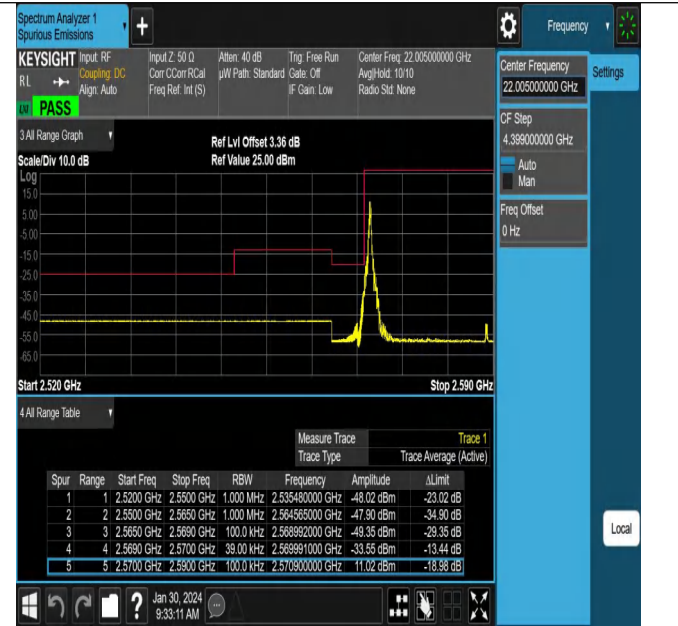 Spectrum Analyzer 1
Spurious Emissions
Frequency
KEYSIGHT Input: RF Input Z: 50 Ω Atten: 40 dB Trig: Free Run Center Freq: 22.005000000 GHz
RL Coupling: DC Corr CCorr RCal µW Path: Standard Gate: Off Avg|Hold: 10/10
Align: Auto Freq Ref: Int (S) IF Gain: Low Radio Std: None
PASS
Center Frequency
22.005000000 GHz
Settings
CF Step
4.399000000 GHz
Auto
Man
Freq Offset
0 Hz
3 All Range Graph
Ref Lvl Offset 3.36 dB
Scale/Div 10.0 dB Ref Value 25.00 dBm
Log
15.0
5.00
-5.00
-15.0
-25.0
-35.0
-45.0
-55.0
-65.0
Start 2.520 GHz Stop 2.590 GHz
4 All Range Table
Measure Trace Trace 1
Trace Type Trace Average (Active)
Spur Range Start Freq Stop Freq RBW Frequency Amplitude ΔLimit
1 1 2.5200 GHz 2.5500 GHz 1.000 MHz 2.535480000 GHz -48.02 dBm -23.02 dB
2 2 2.5500 GHz 2.5650 GHz 1.000 MHz 2.564565000 GHz -47.90 dBm -34.90 dB
3 3 2.5650 GHz 2.5690 GHz 100.0 kHz 2.568992000 GHz -49.35 dBm -29.35 dB
4 4 2.5690 GHz 2.5700 GHz 39.00 kHz 2.569991000 GHz -33.55 dBm -13.44 dB
5 5 2.5700 GHz 2.5900 GHz 100.0 kHz 2.570900000 GHz 11.02 dBm -18.98 dB
Local
Jan 30, 2024
9:33:11 AM